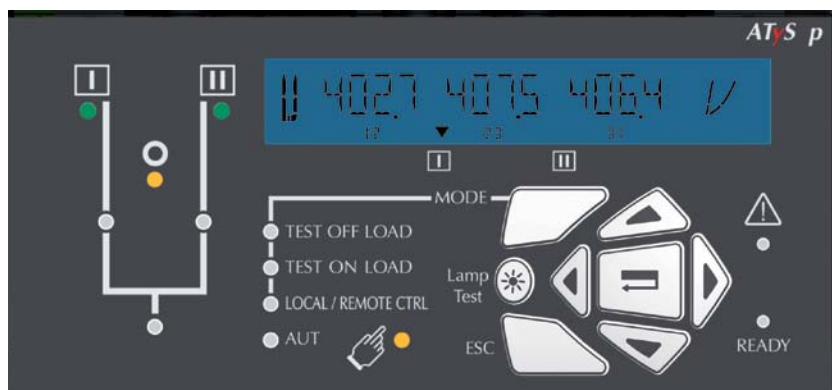 ATyS p
I II
U 402.7 407.5 406.4 V
12 23 31
I II
O
MODE
TEST OFF LOAD
TEST ON LOAD
Lamp
Test
LOCAL / REMOTE CTRL
AUT
ESC
READY